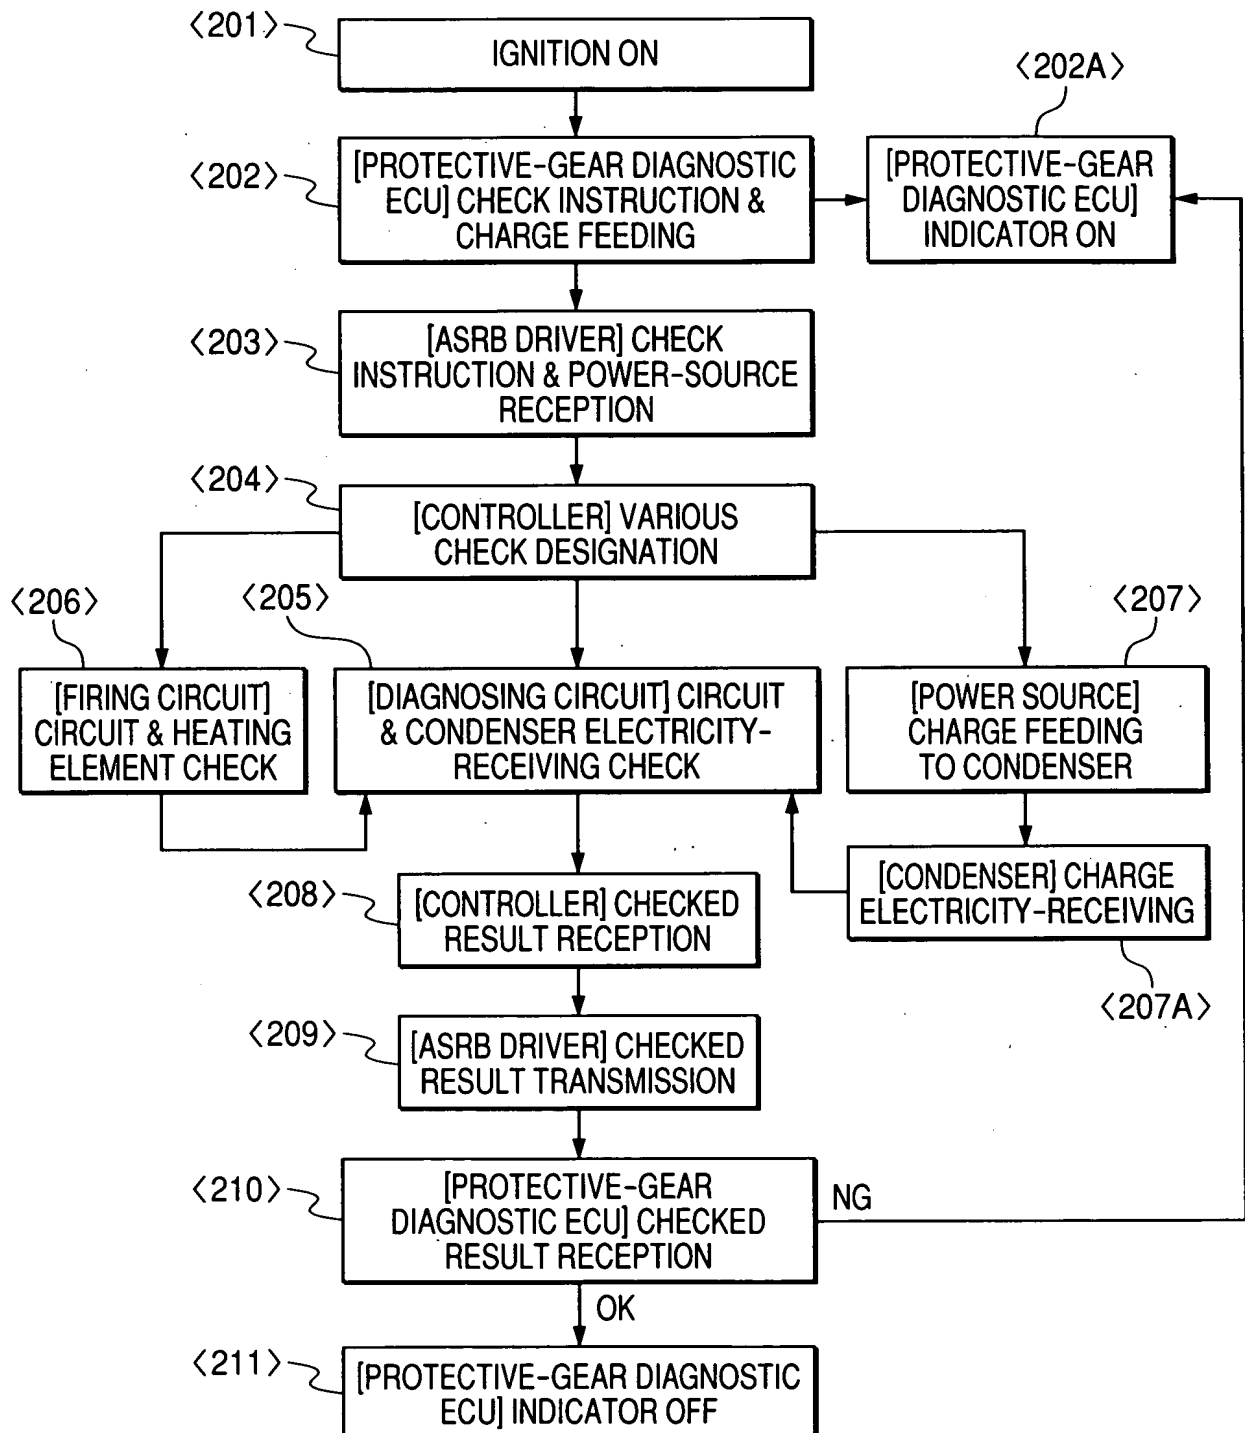 〈201〉
IGNITION ON
〈202A〉
〈202〉
[PROTECTIVE-GEAR DIAGNOSTIC
ECU] CHECK INSTRUCTION &
CHARGE FEEDING
[PROTECTIVE-GEAR
DIAGNOSTIC ECU]
INDICATOR ON
〈203〉
[ASRB DRIVER] CHECK
INSTRUCTION & POWER-SOURCE
RECEPTION
〈204〉
[CONTROLLER] VARIOUS
CHECK DESIGNATION
〈206〉
〈205〉
〈207〉
[FIRING CIRCUIT]
CIRCUIT & HEATING
ELEMENT CHECK
[DIAGNOSING CIRCUIT] CIRCUIT
& CONDENSER ELECTRICITY-
RECEIVING CHECK
[POWER SOURCE]
CHARGE FEEDING
TO CONDENSER
[CONDENSER] CHARGE
ELECTRICITY-RECEIVING
〈207A〉
〈208〉
[CONTROLLER] CHECKED
RESULT RECEPTION
〈209〉
[ASRB DRIVER] CHECKED
RESULT TRANSMISSION
〈210〉
[PROTECTIVE-GEAR
DIAGNOSTIC ECU] CHECKED
RESULT RECEPTION
NG
OK
〈211〉
[PROTECTIVE-GEAR DIAGNOSTIC
ECU] INDICATOR OFF